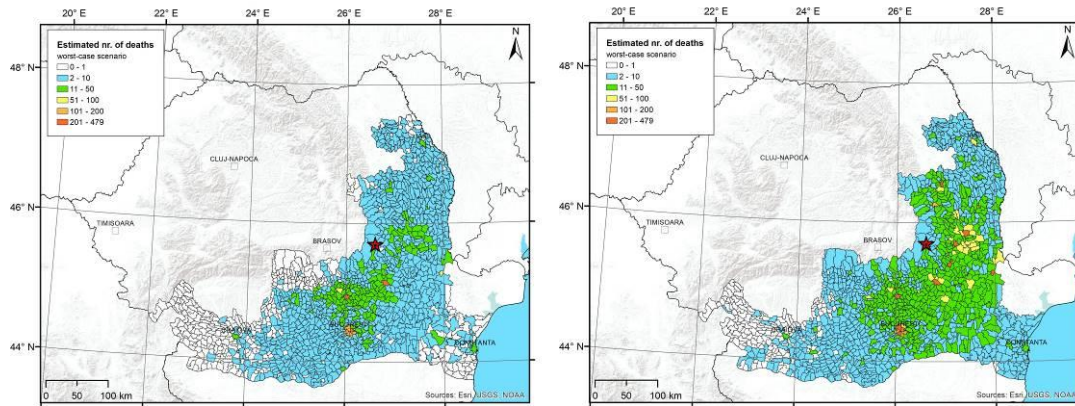 20° E 22° E 24° E 26° E 28° E
N
Estimated nr. of deaths
worst-case scenario
0 - 1
2 - 10
11 - 50
51 - 100
101 - 200
201 - 479
48° N
CLUJ-NAPOCA
46° N
TIMISOARA
BRASOV
CRAIOVA
44° N
0 50 100 km
Sources: Esri, USGS, NOAA
20° E 22° E 24° E 26° E 28° E
N
Estimated nr. of deaths
worst-case scenario
0 - 1
2 - 10
11 - 50
51 - 100
101 - 200
201 - 479
48° N
CLUJ-NAPOCA
46° N
TIMISOARA
BRASOV
CRAIOVA
CONSTANTA
44° N
0 50 100 km
Sources: Esri, USGS, NOAA